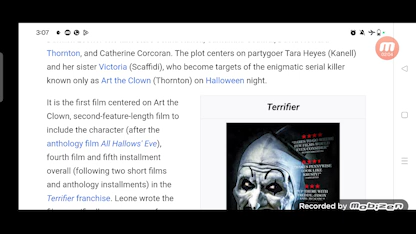 3:07
Thornton, and Catherine Corcoran. The plot centers on partygoer Tara Heyes (Kanell)
and her sister Victoria (Scaffidi), who become targets of the enigmatic serial killer
known only as Art the Clown (Thornton) on Halloween night.
It is the first film centered on Art the
Clown, second-feature-length film to
include the character (after the
anthology film All Hallows' Eve),
fourth film and fifth installment
overall (following two short films
and anthology installments) in the
Terrifier franchise. Leone wrote the
Terrifier
Recorded by mobizen